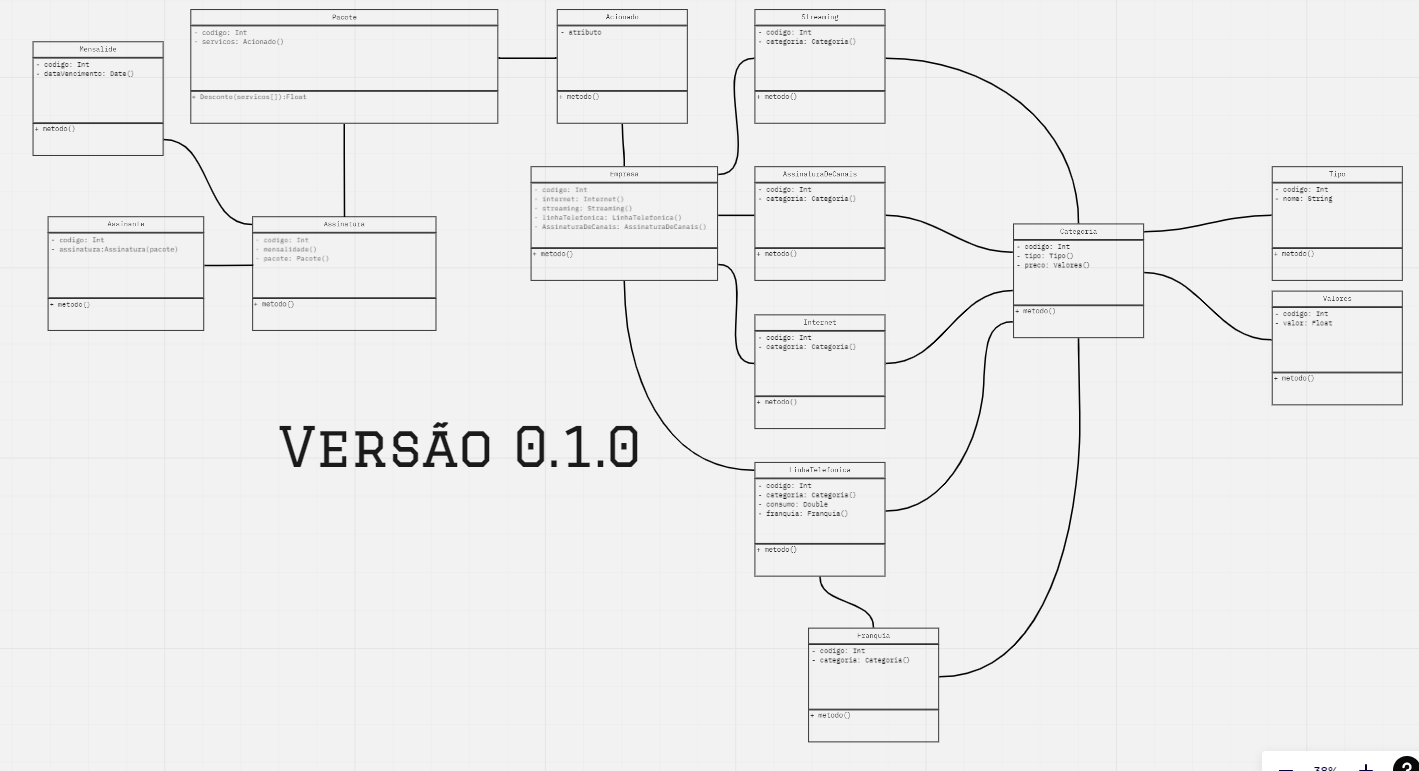 Pacote
- codigo: Int
- servicos: Acionado()
+ Desconto(servicos[]):Float
Acionado
- atributo
+ metodo()
Streaming
- codigo: Int
- categoria: Categoria()
+ metodo()
Mensalide
- codigo: Int
- dataVencimento: Date()
+ metodo()
Empresa
- codigo: Int
- internet: Internet()
- streaming: Streaming()
- linhaTelefonica: LinhaTelefonica()
- AssinaturaDeCanais: AssinaturaDeCanais()
+ metodo()
AssinaturaDeCanais
- codigo: Int
- categoria: Categoria()
+ metodo()
Tipo
- codigo: Int
- nome: String
+ metodo()
Assinante
- codigo: Int
- assinatura:Assinatura(pacote)
+ metodo()
Assinatura
- codigo: Int
- mensalidade()
- pacote: Pacote()
+ metodo()
Categoria
- codigo: Int
- tipo: Tipo()
- preco: Valores()
+ metodo()
Valores
- codigo: Int
- valor: Float
+ metodo()
Internet
- codigo: Int
- categoria: Categoria()
+ metodo()
Versão 0.1.0
LinhaTelefonica
- codigo: Int
- categoria: Categoria()
- consumo: Double
- franquia: Franquia()
+ metodo()
Franquia
- codigo: Int
- categoria: Categoria()
+ metodo()
− 38% + ?